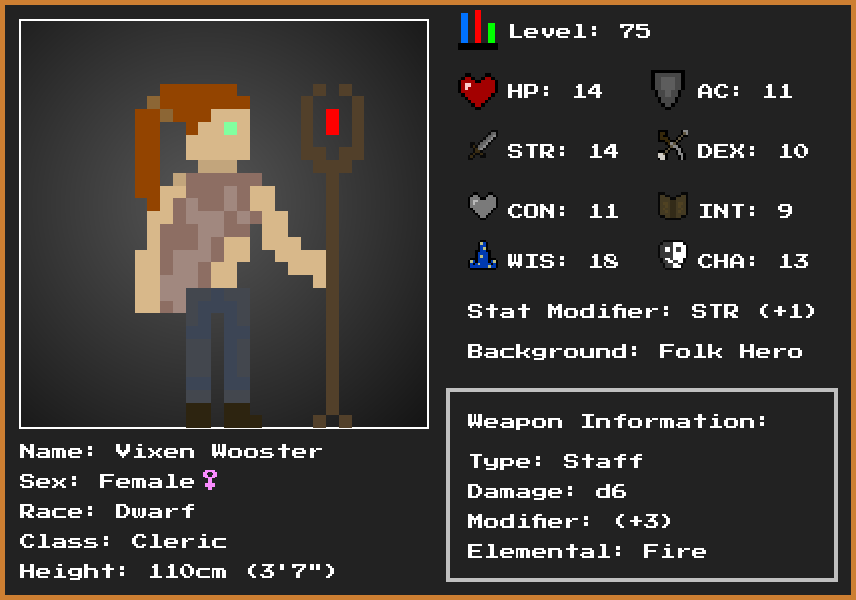 Level: 75
HP: 14 AC: 11
STR: 14 DEX: 10
CON: 11 INT: 9
WIS: 18 CHA: 13
Stat Modifier: STR (+1)
Background: Folk Hero
Weapon Information:
Type: Staff
Damage: d6
Modifier: (+3)
Elemental: Fire
Name: Vixen Wooster
Sex: Female♀
Race: Dwarf
Class: Cleric
Height: 110cm (3'7")